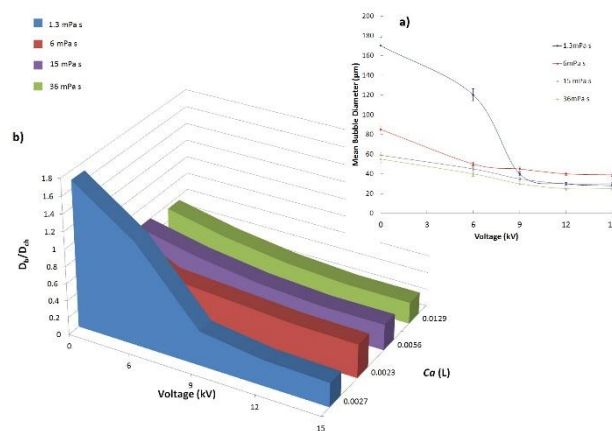 1.3 mPa s
6 mPa s
15 mPa s
36 mPa s
a)
200
180
160
140
120
100
80
60
40
20
0
Mean Bubble Diameter (µm)
0
3
6
9
12
Voltage (kV)
1.3mPa s
6mPa s
15 mPa s
36mPa s
b)
1.8
1.6
1.4
1.2
1
0.8
0.6
0.4
0.2
0
Db/Dch
0
6
9
12
15
Voltage (kV)
0.0129
0.0056
0.0023
0.0027
Ca (L)